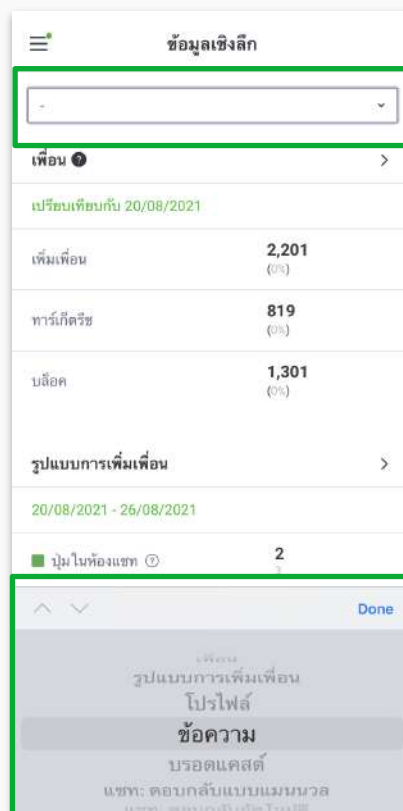 ข้อมูลเชิงลึก
-
เพื่อน ?
เปรียบเทียบกับ 20/08/2021
เพิ่มเพื่อน 2,201
(0%)
ทาร์เก็ตรีช 819
(0%)
บล็อค 1,301
(0%)
รูปแบบการเพิ่มเพื่อน
20/08/2021 - 26/08/2021
ปุ่มในห้องแชท ? 2
Done
เพื่อน
รูปแบบการเพิ่มเพื่อน
โปรไฟล์
ข้อความ
บรอดแคสต์
แชท: ตอบกลับแบบแมนนวล